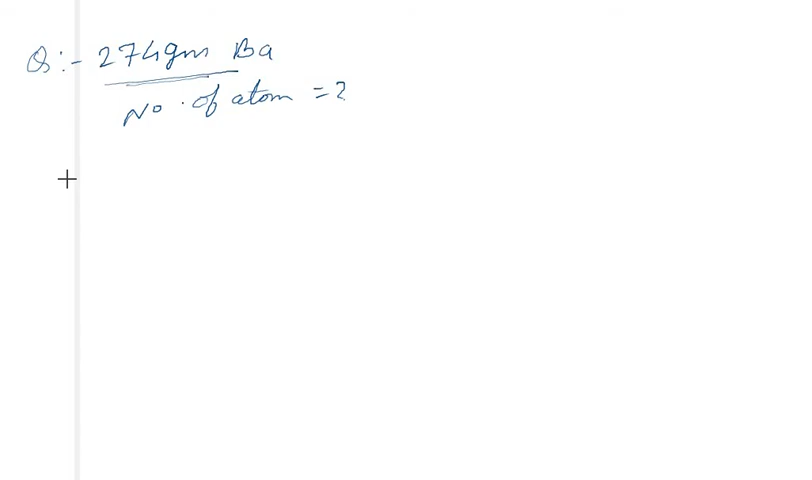 Q:- 274gm Ba
No. of atom = ?